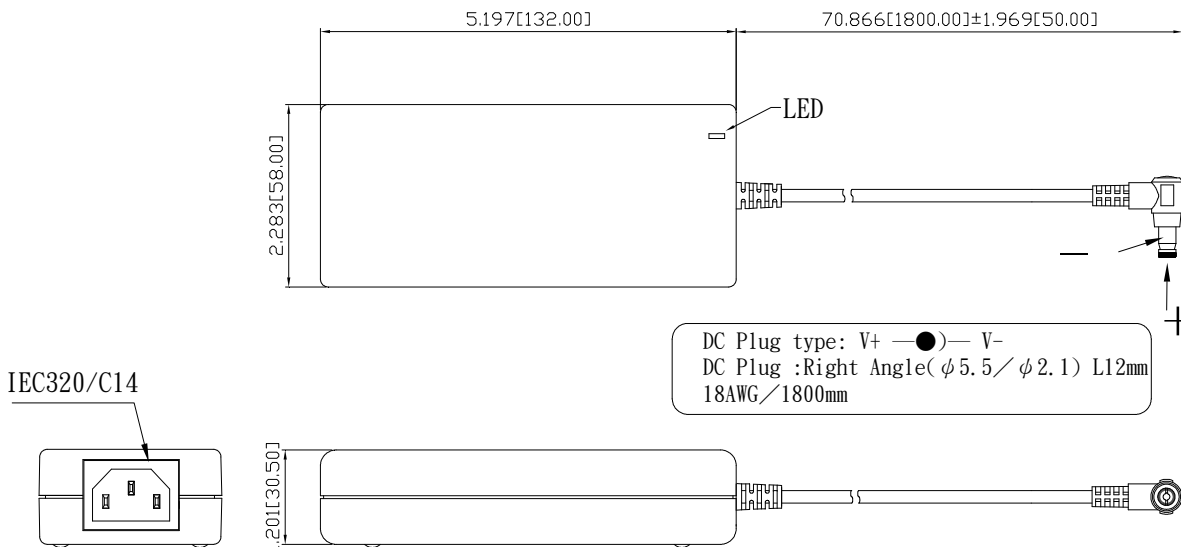 5.197[132.00]
70.866[1800.00]±1.969[50.00]
LED
2.283[58.00]
—
+
DC Plug type: V+ —●)— V-
DC Plug :Right Angle(φ5.5／φ2.1) L12mm
18AWG／1800mm
IEC320/C14
.201[30.50]